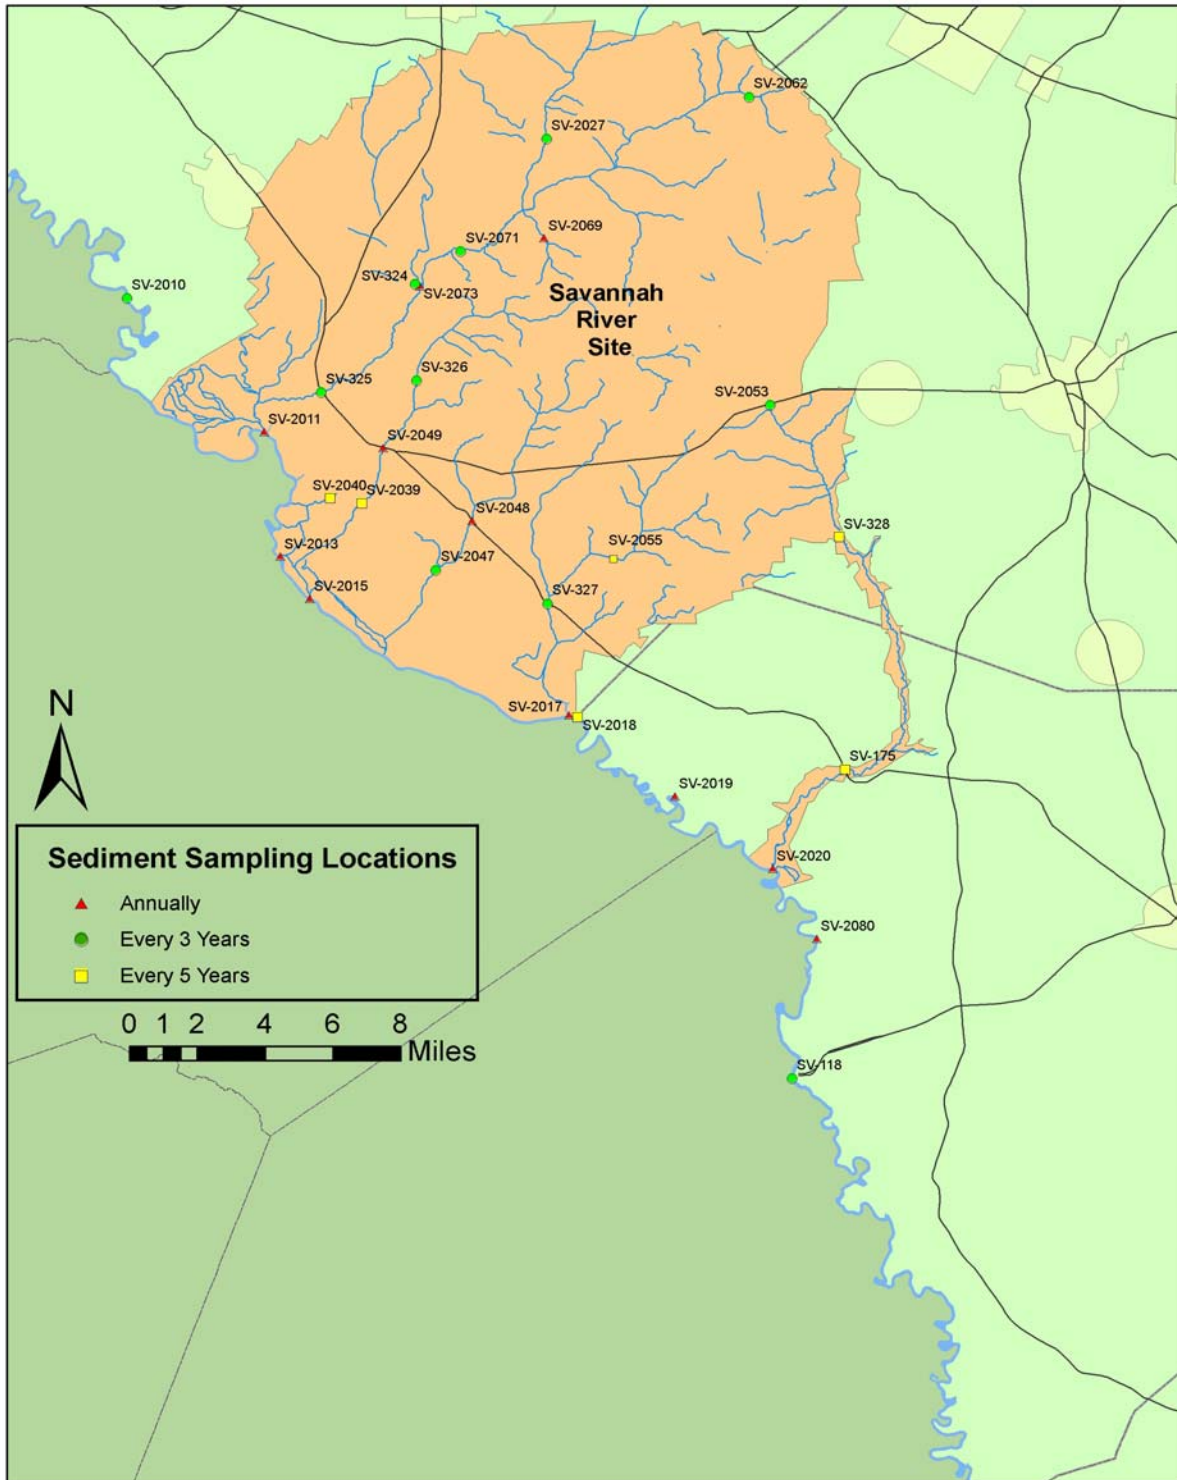 SV-2062
SV-2027
SV-2069
SV-2071
SV-324
SV-2073
SV-2010
Savannah
River
Site
SV-326
SV-325
SV-2053
SV-2011
SV-2049
SV-2040
SV-2039
SV-2048
SV-328
SV-2013
SV-2055
SV-2047
SV-2015
SV-327
N
SV-2017
SV-2018
SV-175
SV-2019
SV-2020
SV-2080
Sediment Sampling Locations
Annually
Every 3 Years
Every 5 Years
0 1 2 4 6 8
Miles
SV-118